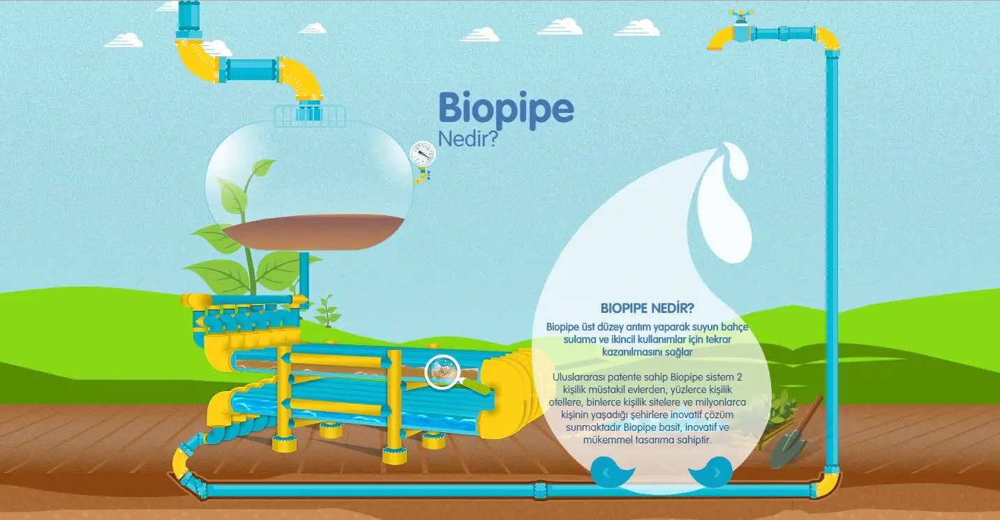 Biopipe
Nedir?
BIOPIPE NEDİR?
Biopipe üst düzey arıtım yaparak suyun bahçe
sulama ve ikincil kullanımlar için tekrar
kazanılmasını sağlar
Uluslararası patente sahip Biopipe sistem 2
kişilik müstakil evlerden, yüzlerce kişilik
otellere, binlerce kişilik sitelere ve milyonlarca
kişinin yaşadığı şehirlere inovatif çözüm
sunmaktadır Biopipe basit, inovatif ve
mükemmel tasarıma sahiptir.